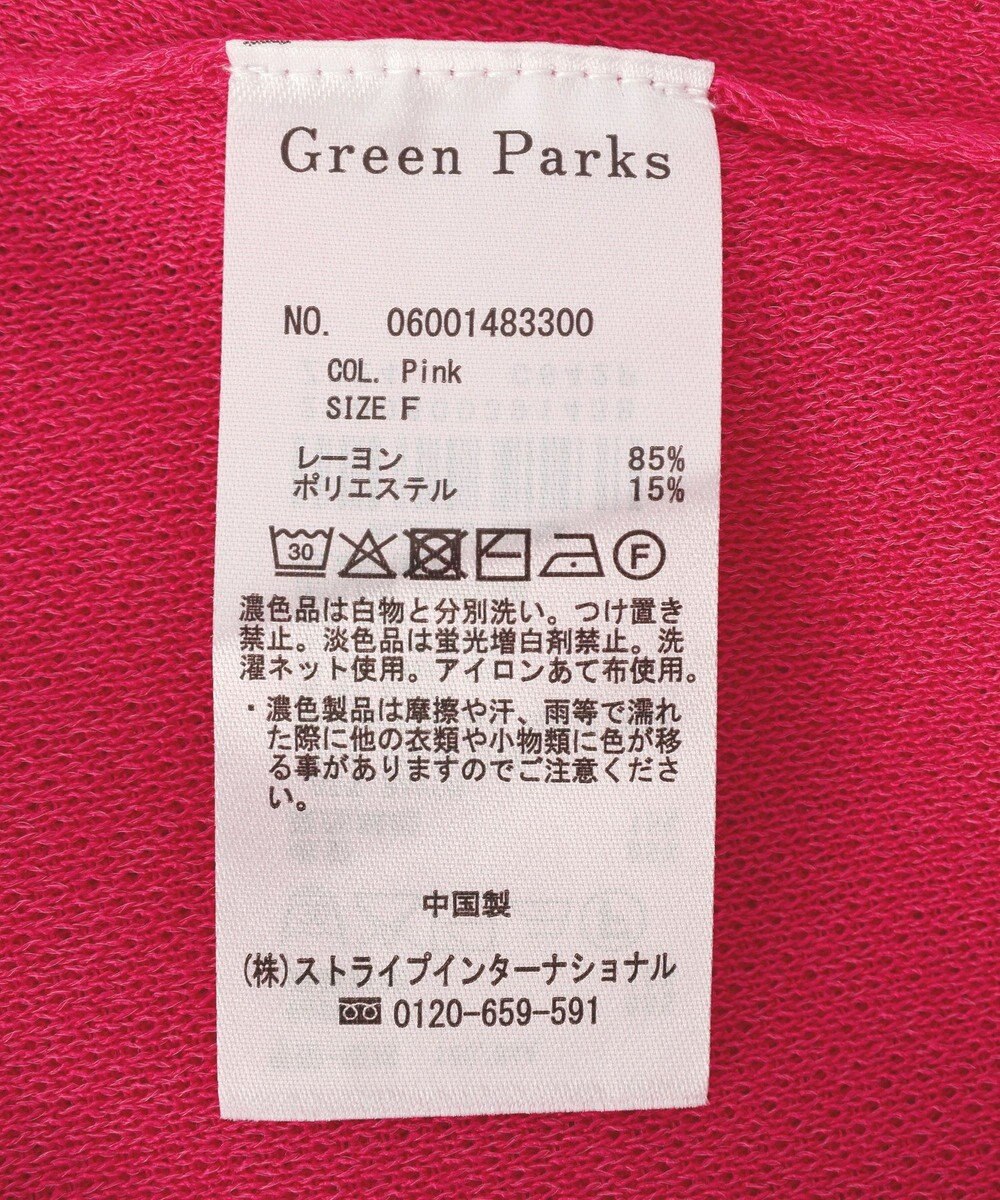 Green Parks
NO. 06001483300
COL. Pink
SIZE F
レーヨン 85%
ポリエステル 15%
30 F
濃色品は白物と分別洗い。つけ置き
禁止。淡色品は蛍光増白剤禁止。洗
濯ネット使用。アイロンあて布使用。
・濃色製品は摩擦や汗、雨等で濡れ
た際に他の衣類や小物類に色が移
る事がありますのでご注意くださ
い。
中国製
(株)ストライプインターナショナル
0120-659-591